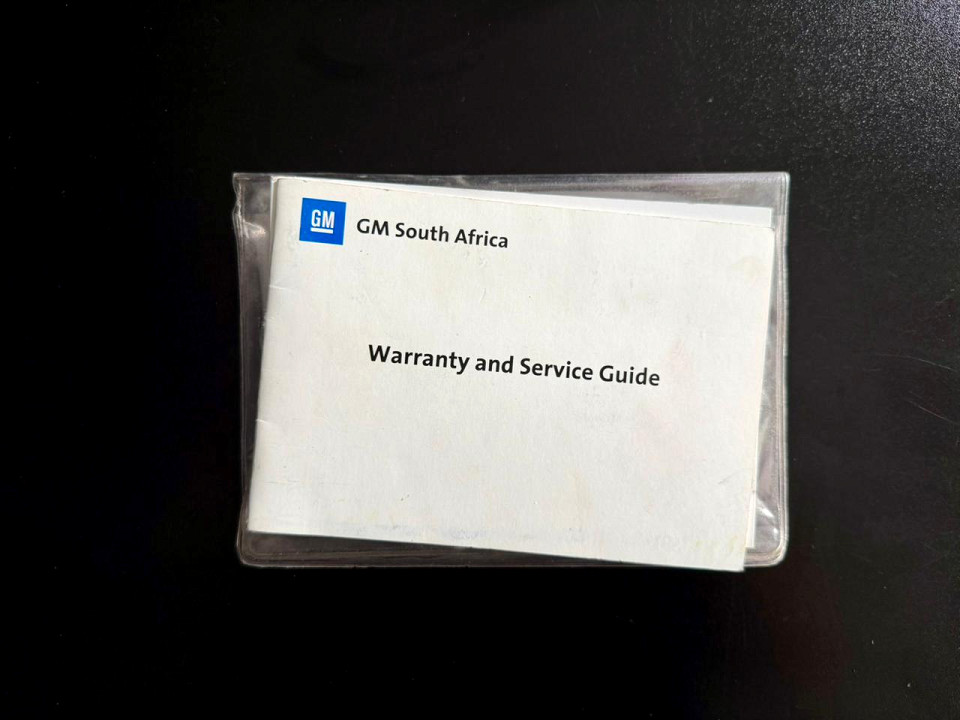 GM
GM South Africa
Warranty and Service Guide